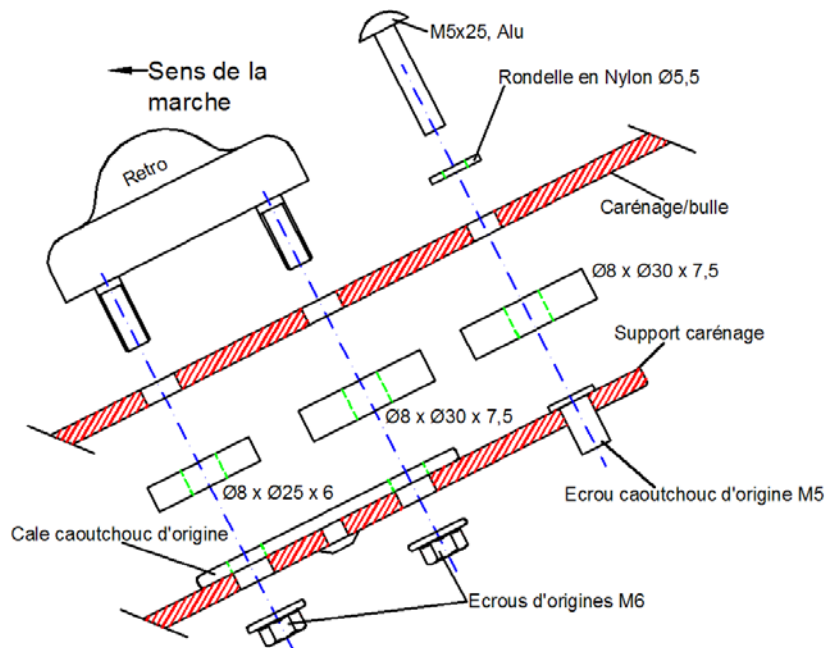 M5x25, Alu
Sens de la
marche
Rondelle en Nylon Ø5,5
Retro
Carénage/bulle
Ø8 x Ø30 x 7,5
Support carénage
Ø8 x Ø30 x 7,5
Ø8 x Ø25 x 6
Ecrou caoutchouc d'origine M5
Cale caoutchouc d'origine
Ecrous d'origines M6